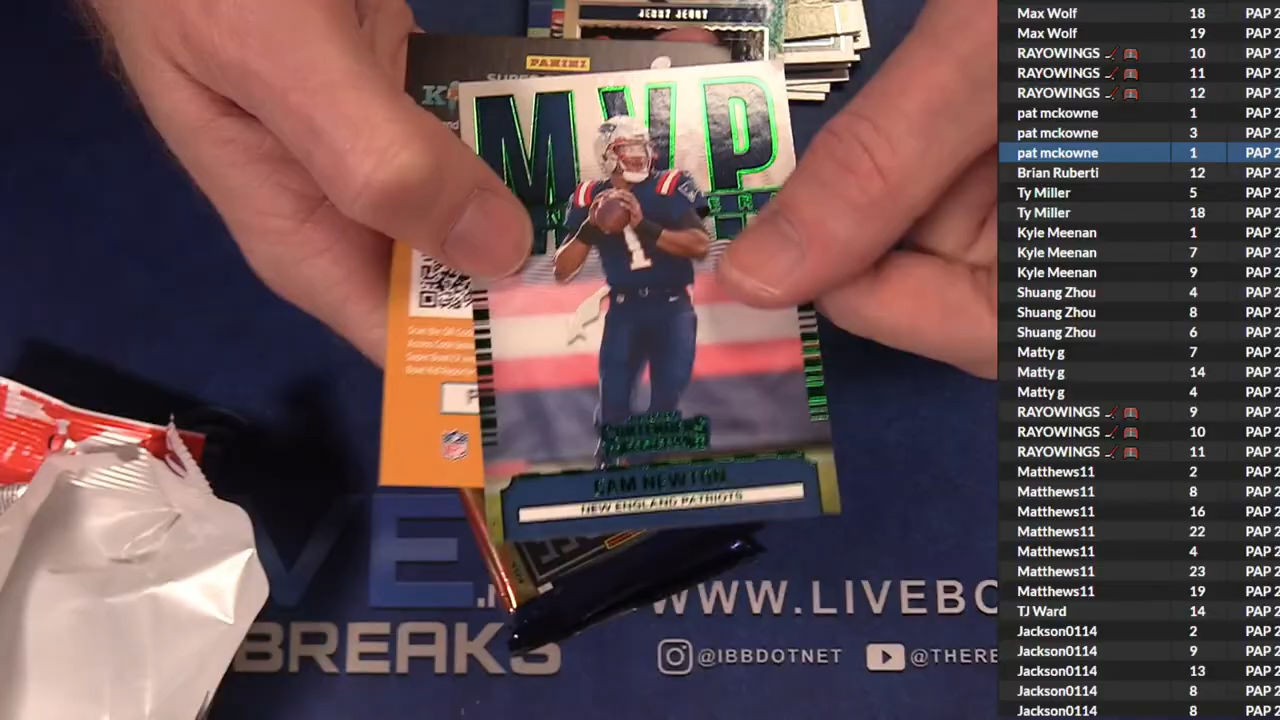 JERRY JEUDY
PANINI
MVP
1
CAM NEWTON
NEW ENGLAND PATRIOTS
NFL
BREAKS
WWW.LIVEBO
@IBBDOTNET
@THERE
Max Wolf 18 PAP 2
Max Wolf 19 PAP 2
RAYOWINGS 10 PAP 2
RAYOWINGS 11 PAP 2
RAYOWINGS 12 PAP 2
pat mckowne 1 PAP 2
pat mckowne 3 PAP 2
pat mckowne 1 PAP 2
Brian Ruberti 12 PAP 2
Ty Miller 5 PAP 2
Ty Miller 18 PAP 2
Kyle Meenan 1 PAP 2
Kyle Meenan 7 PAP 2
Kyle Meenan 9 PAP 2
Shuang Zhou 4 PAP 2
Shuang Zhou 8 PAP 2
Shuang Zhou 6 PAP 2
Matty g 7 PAP 2
Matty g 14 PAP 2
Matty g 4 PAP 2
RAYOWINGS 9 PAP 2
RAYOWINGS 10 PAP 2
RAYOWINGS 11 PAP 2
Matthews11 2 PAP 2
Matthews11 8 PAP 2
Matthews11 16 PAP 2
Matthews11 22 PAP 2
Matthews11 4 PAP 2
Matthews11 23 PAP 2
Matthews11 19 PAP 2
TJ Ward 14 PAP 2
Jackson0114 2 PAP 2
Jackson0114 9 PAP 2
Jackson0114 13 PAP 2
Jackson0114 8 PAP 2
Jackson0114 8 PAP 2